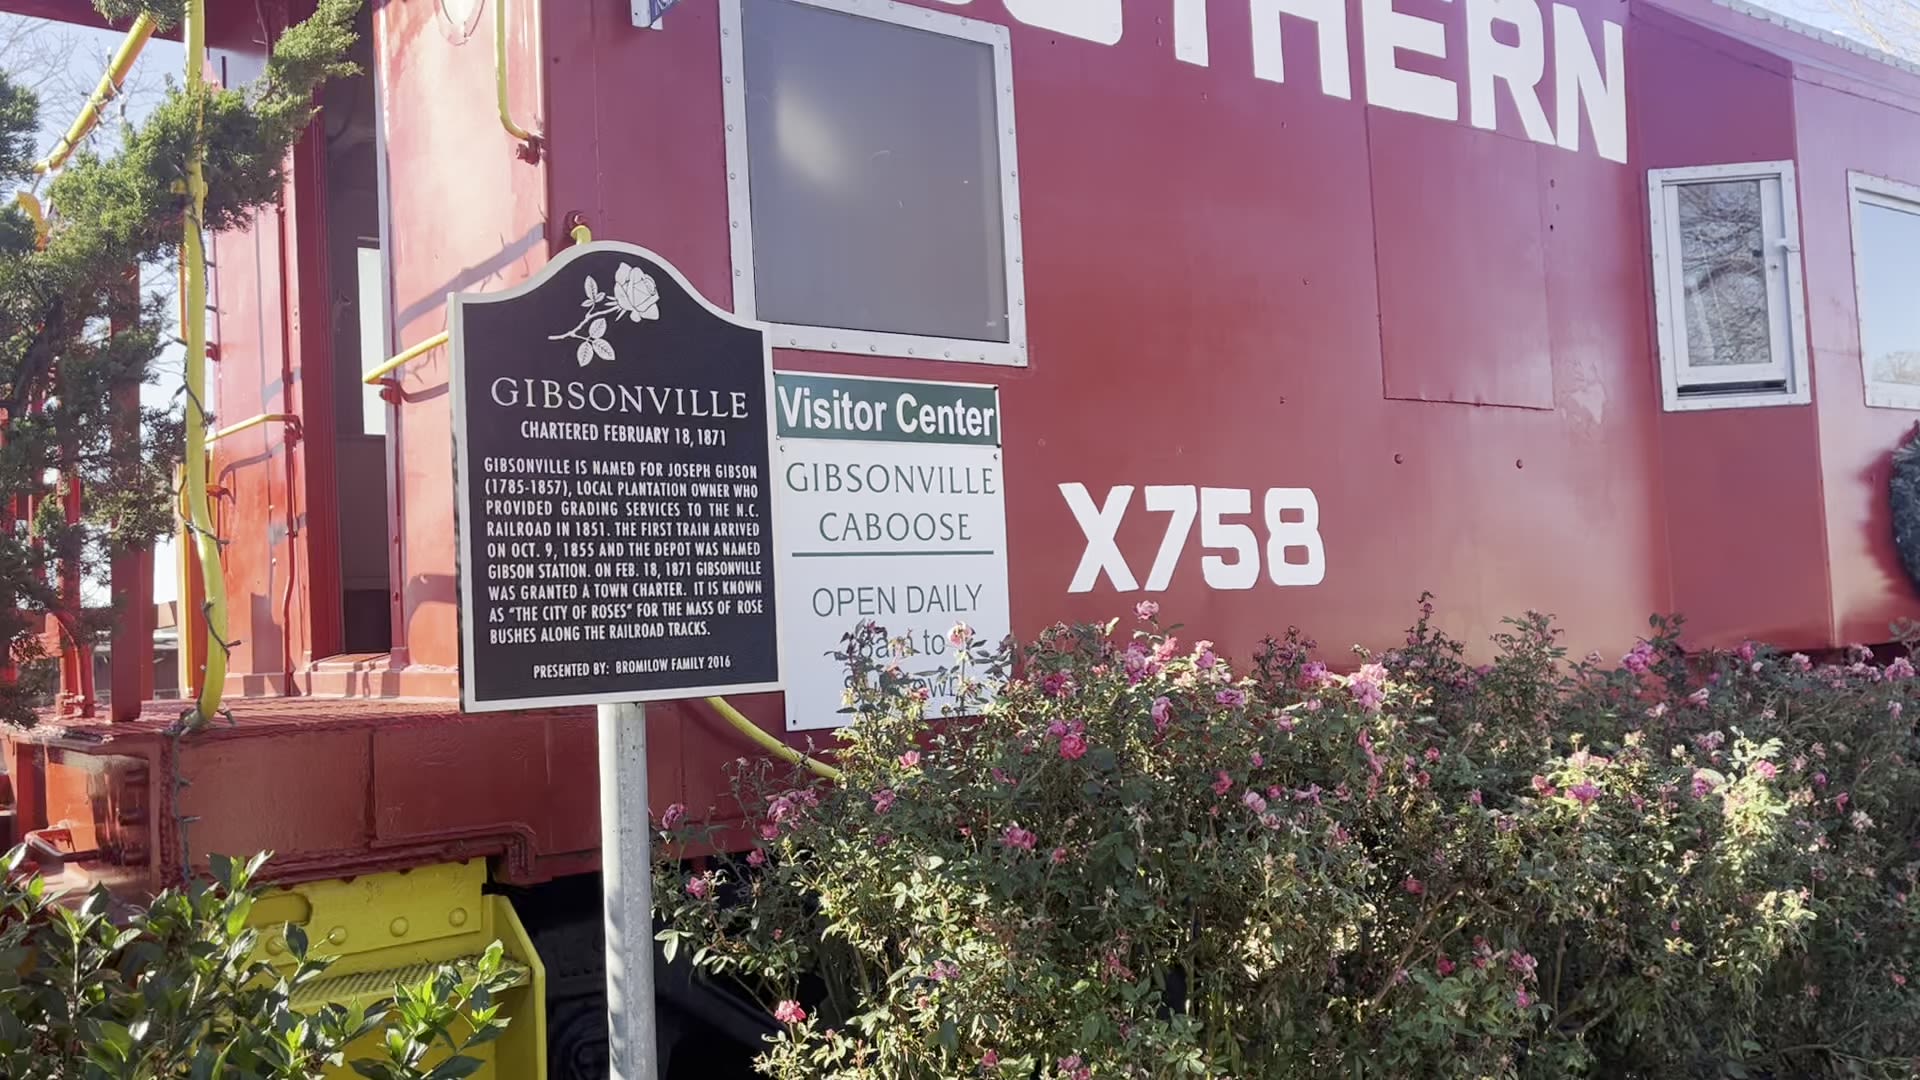 THERN
GIBSONVILLE
CHARTERED FEBRUARY 18, 1871
GIBSONVILLE IS NAMED FOR JOSEPH GIBSON
(1785-1857), LOCAL PLANTATION OWNER WHO
PROVIDED GRADING SERVICES TO THE N.C.
RAILROAD IN 1851. THE FIRST TRAIN ARRIVED
ON OCT. 9, 1855 AND THE DEPOT WAS NAMED
GIBSON STATION. ON FEB. 18, 1871 GIBSONVILLE
WAS GRANTED A TOWN CHARTER. IT IS KNOWN
AS "THE CITY OF ROSES" FOR THE MASS OF ROSE
BUSHES ALONG THE RAILROAD TRACKS.
PRESENTED BY: BROMILOW FAMILY 2016
Visitor Center
GIBSONVILLE
CABOOSE
OPEN DAILY
to
X758